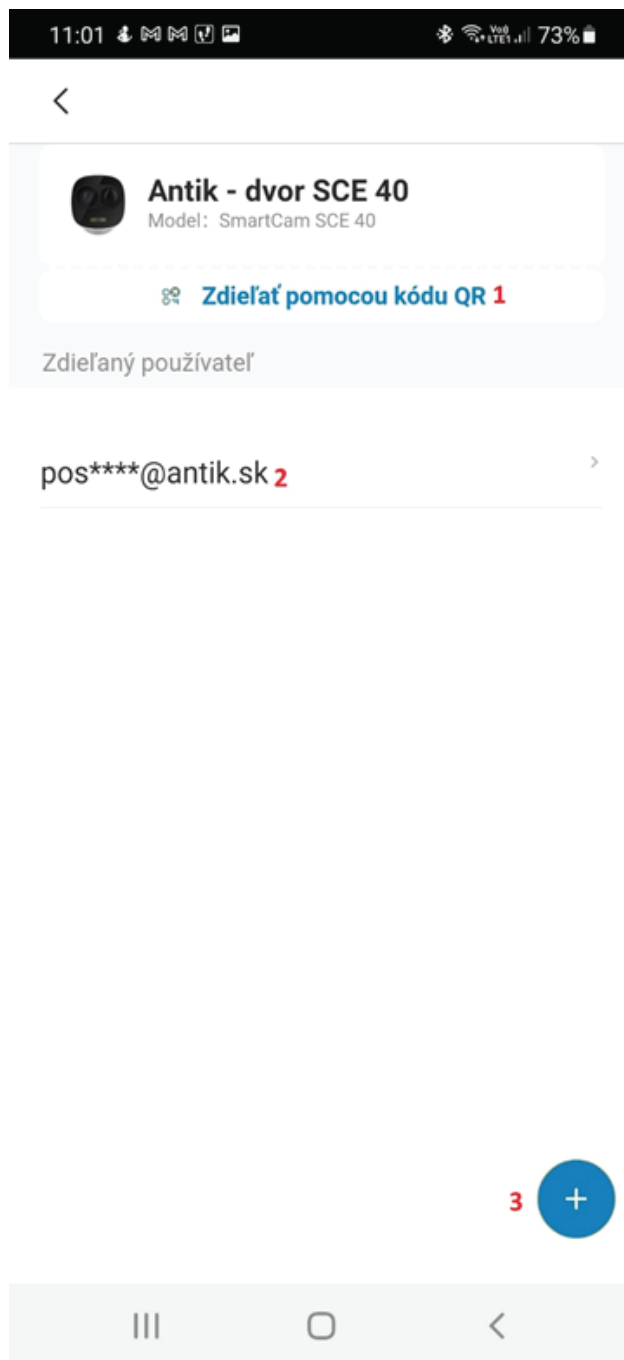 11:01 73%
Antik - dvor SCE 40
Model: SmartCam SCE 40
Zdieľať pomocou kódu QR 1
Zdieľaný používateľ
pos****@antik.sk 2
3